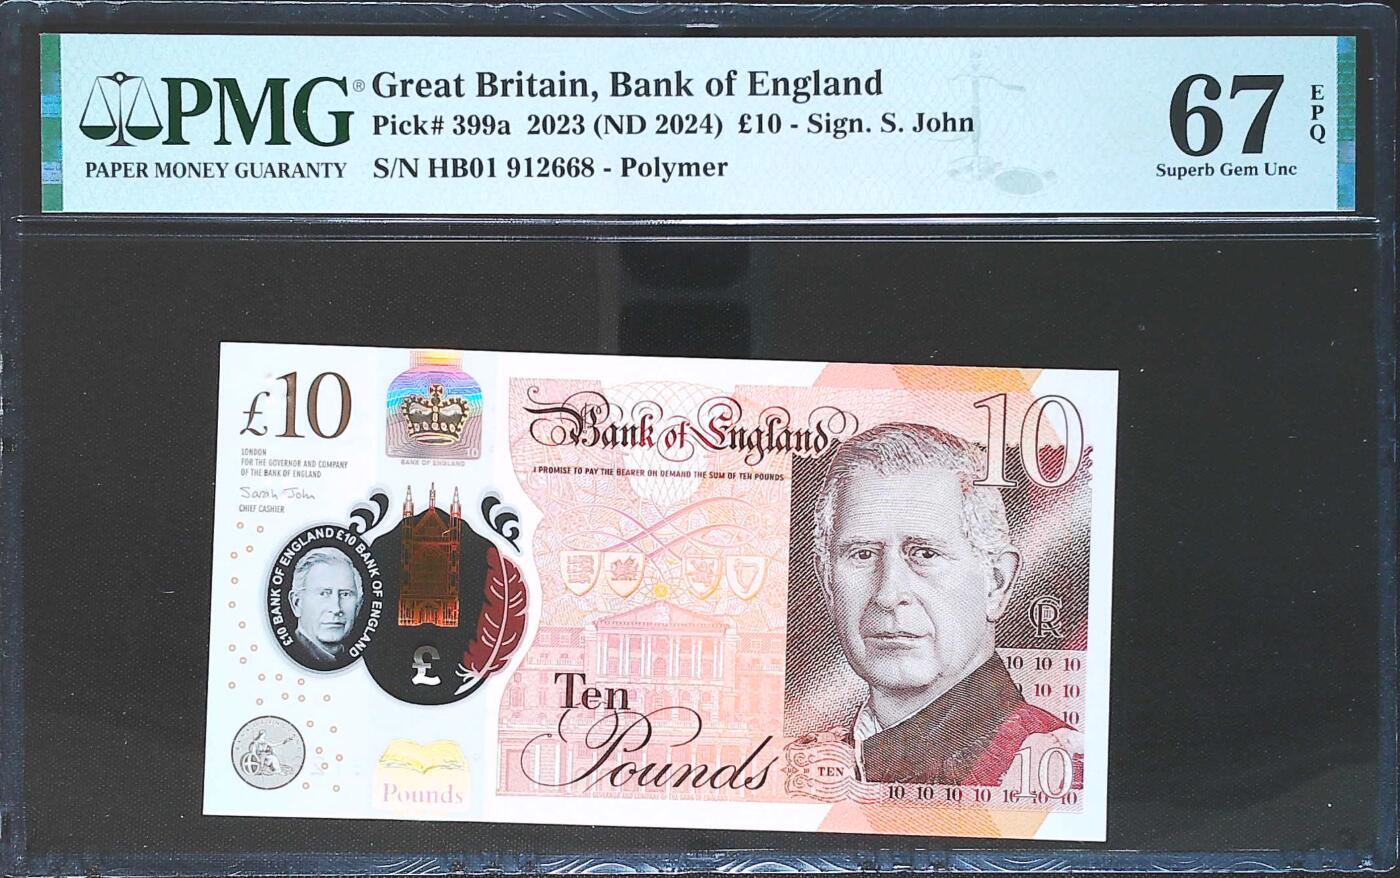 PMG®
PAPER MONEY GUARANTY
Great Britain, Bank of England
Pick# 399a 2023 (ND 2024) £10 - Sign. S. John
S/N HB01 912668 - Polymer
67
EPQ
Superb Gem Unc
£10
LONDON
FOR THE GOVERNOR AND COMPANY
OF THE BANK OF ENGLAND
Sarah John
CHIEF CASHIER
10
BANK OF ENGLAND
Bank of England
I PROMISE TO PAY THE BEARER ON DEMAND THE SUM OF TEN POUNDS
10
£10 BANK OF ENGLAND £10 BANK OF ENGLAND
£
CR
10 10 10
10 10
10
Ten
Pounds
Pounds
TEN
10
10 10 10 10 10 10 10